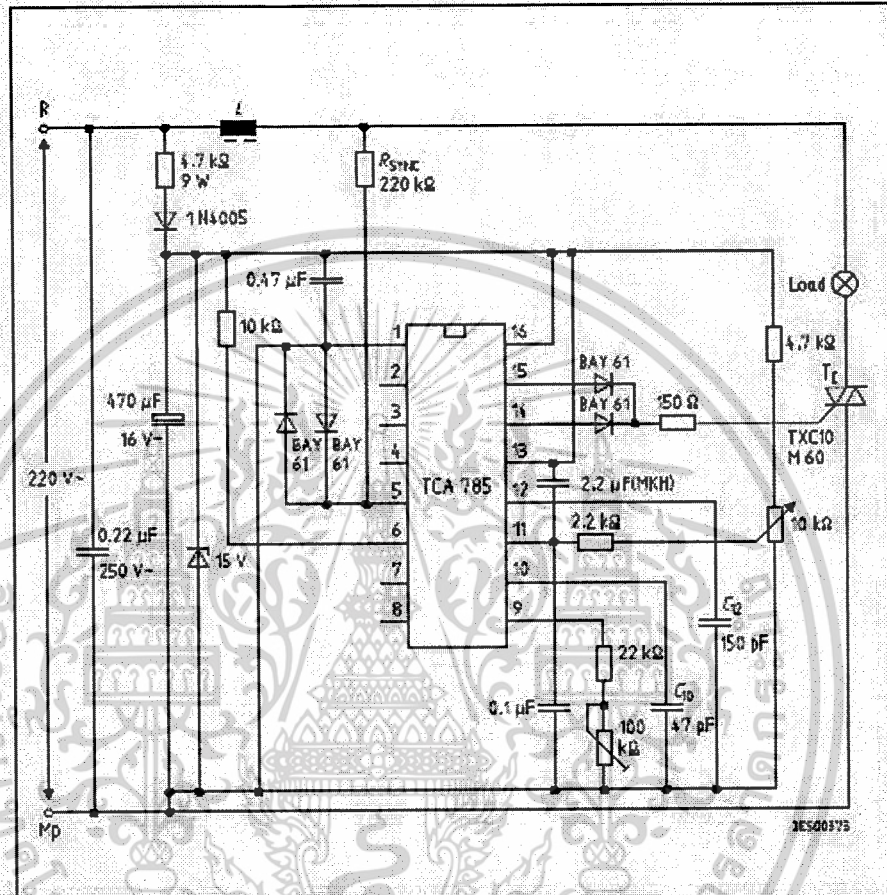 R
L
4.7 kΩ
9 W
R_SYNC
220 kΩ
1N4005
0.47 µF
Load
10 kΩ
4.7 kΩ
1
2
3
4
5
6
7
8
16
15
14
13
12
11
10
9
TCA 785
BAY 61
BAY 61
150 Ω
Tr
TXC10
M 60
470 µF
16 V~
BAY
61
BAY
61
2.2 µF(MKH)
220 V~
2.2 kΩ
10 kΩ
0.22 µF
250 V~
15 V
C12
150 pF
22 kΩ
0.1 µF
C10
47 pF
100
kΩ
Mp